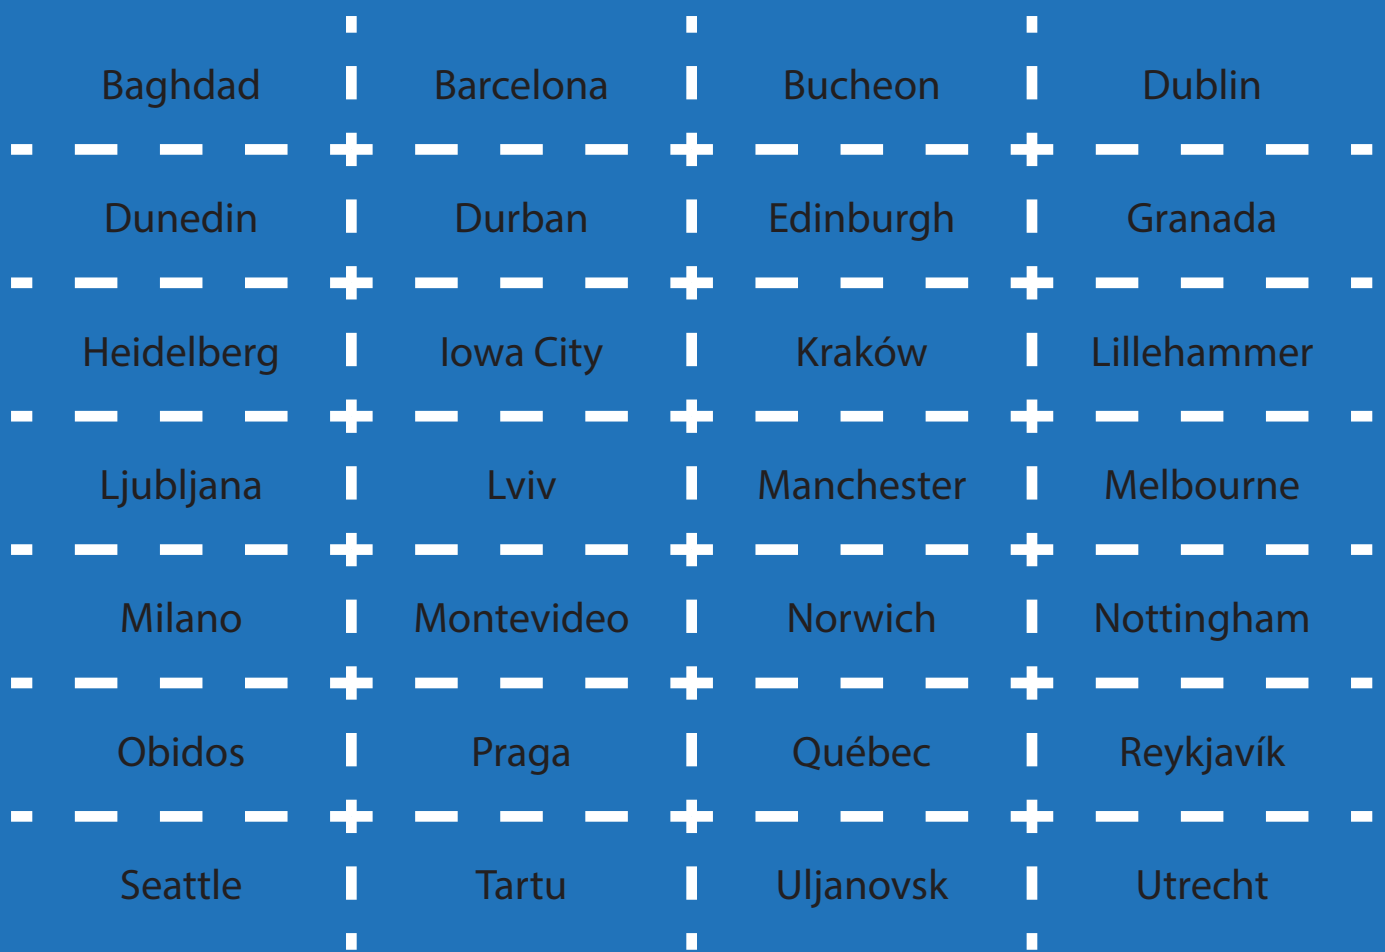 Baghdad Barcelona Bucheon Dublin
Dunedin Durban Edinburgh Granada
Heidelberg Iowa City Kraków Lillehammer
Ljubljana Lviv Manchester Melbourne
Milano Montevideo Norwich Nottingham
Obidos Praga Québec Reykjavík
Seattle Tartu Uljanovsk Utrecht